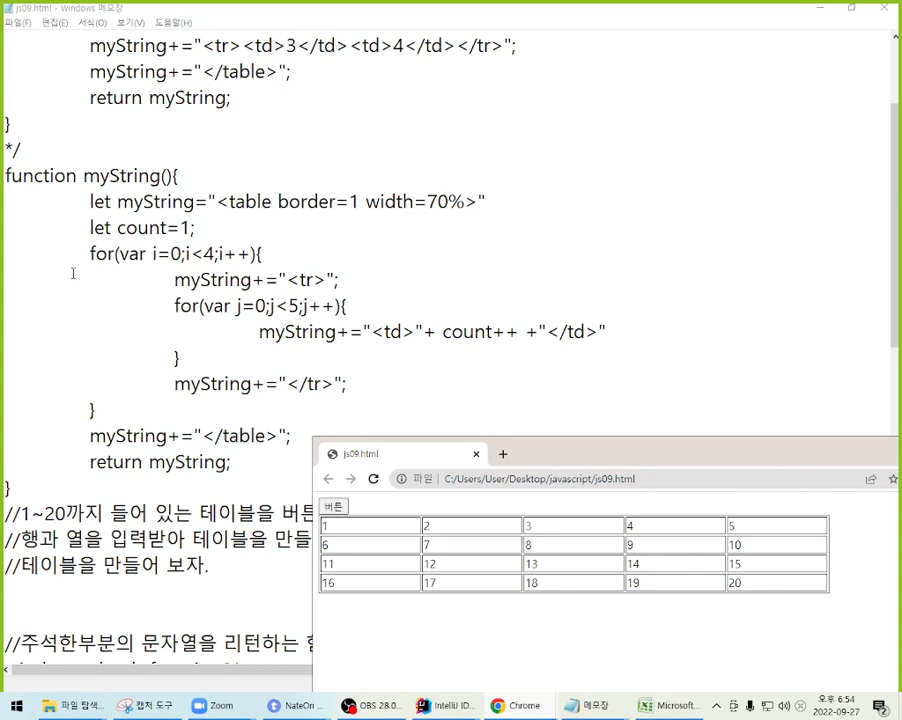 js09.html - Windows 메모장
파일(F) 편집(E) 서식(O) 보기(V) 도움말(H)
myString+="<tr><td>3</td><td>4</td></tr>";
myString+="</table>";
return myString;
}
*/
function myString(){
let myString="<table border=1 width=70%>"
let count=1;
for(var i=0;i<4;i++){
myString+="<tr>";
for(var j=0;j<5;j++){
myString+="<td>"+ count++ +"</td>"
}
myString+="</tr>";
}
myString+="</table>";
return myString;
}
//1~20까지 들어 있는 테이블을 버튼
//행과 열을 입력받아 테이블을 만들
//테이블을 만들어 보자.
//주석한부분의 문자열을 리턴하는
js09.html
파일 C:/Users/User/Desktop/javascript/js09.html
버튼
1 2 3 4 5
6 7 8 9 10
11 12 13 14 15
16 17 18 19 20
파일 탐색... 캡처 도구 Zoom NateOn ... OBS 28.0... IntelliJ ID... Chrome 메모장 Microsoft... 오후 6:54
2022-09-27
2